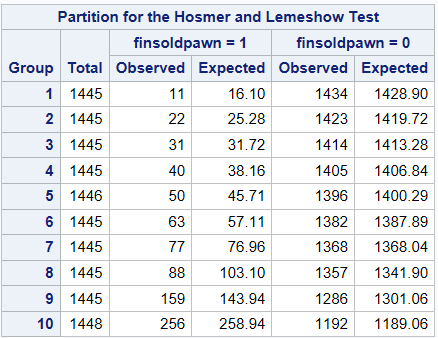 Partition for the Hosmer and Lemeshow Test
finsoldpawn = 1 finsoldpawn = 0
Group Total Observed Expected Observed Expected
1 1445 11 16.10 1434 1428.90
2 1445 22 25.28 1423 1419.72
3 1445 31 31.72 1414 1413.28
4 1445 40 38.16 1405 1406.84
5 1446 50 45.71 1396 1400.29
6 1445 63 57.11 1382 1387.89
7 1445 77 76.96 1368 1368.04
8 1445 88 103.10 1357 1341.90
9 1445 159 143.94 1286 1301.06
10 1448 256 258.94 1192 1189.06